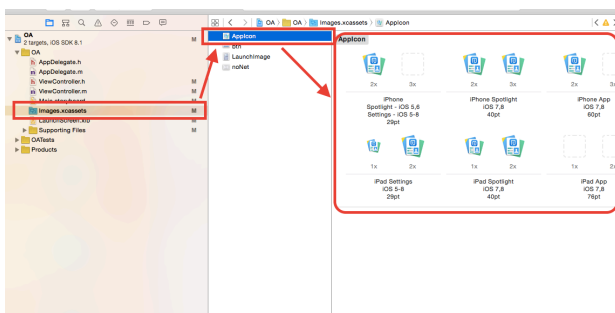 OA
2 targets, iOS SDK 8.1
M
OA
h AppDelegate.h
m AppDelegate.m
h ViewController.h M
m ViewController.m M
Main.storyboard M
Images.xcassets M
LaunchScreen.xib M
Supporting Files M
OATests
Products
OA
OA
Images.xcassets
AppIcon
AppIcon
btn
LaunchImage
noNet
AppIcon
2x 3x 2x 3x 2x 3x
iPhone
Spotlight - iOS 5,6
Settings - iOS 5-8
29pt
iPhone Spotlight
iOS 7,8
40pt
iPhone App
iOS 7,8
60pt
1x 2x 1x 2x 1x 2x
iPad Settings
iOS 5-8
29pt
iPad Spotlight
iOS 7,8
40pt
iPad App
iOS 7,8
76pt